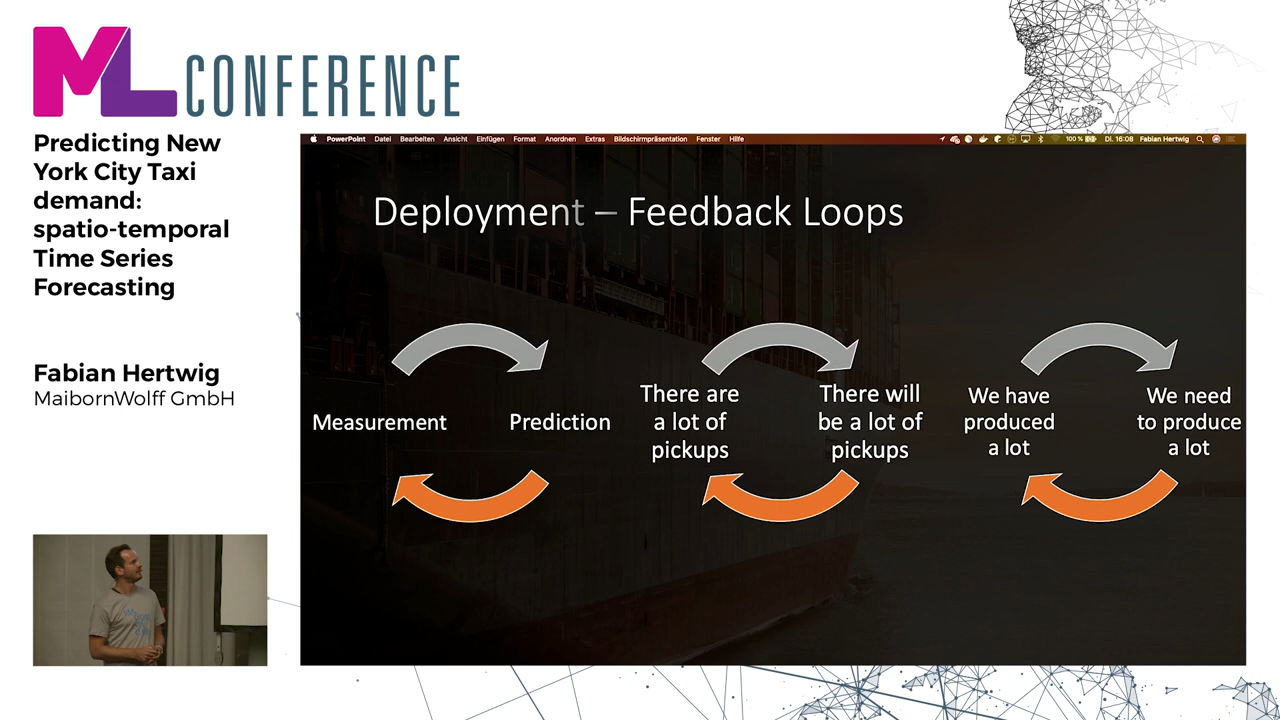 ML CONFERENCE
Predicting New
York City Taxi
demand:
spatio-temporal
Time Series
Forecasting
Fabian Hertwig
MaibornWolff GmbH
PowerPoint Datei Bearbeiten Ansicht Einfügen Format Anordnen Extras Bildschirmpräsentation Fenster Hilfe
100 % Di. 16:08 Fabian Hertwig
Deployment – Feedback Loops
Measurement
Prediction
There are
a lot of
pickups
There will
be a lot of
pickups
We have
produced
a lot
We need
to produce
a lot